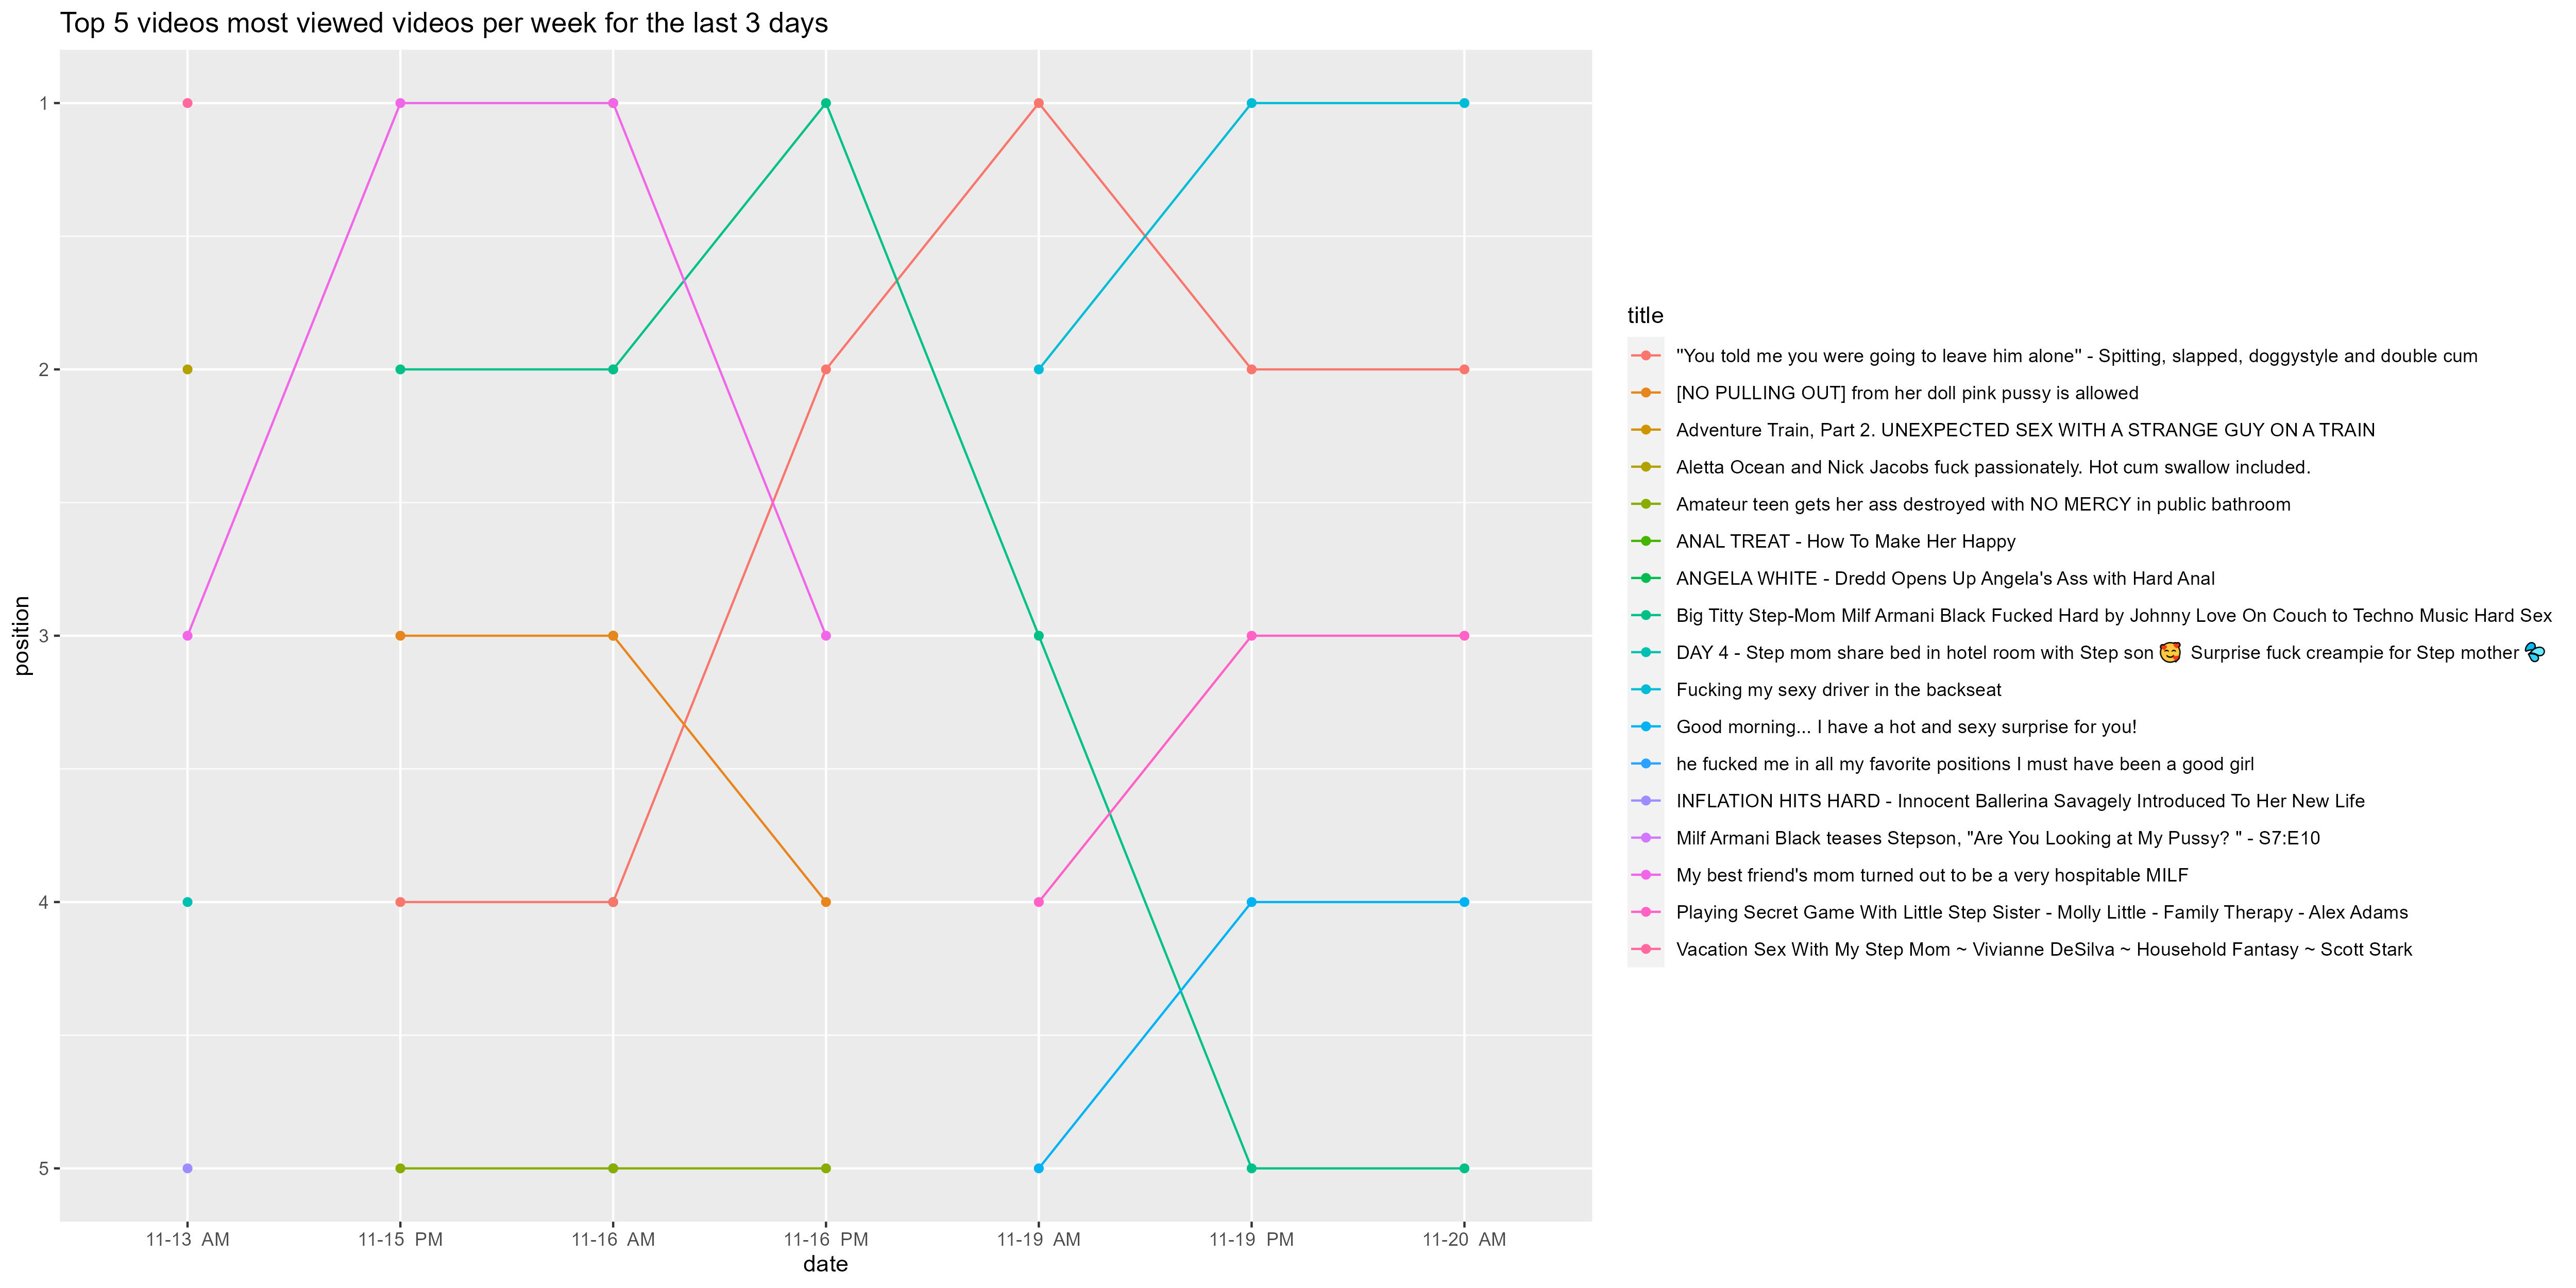 Top 5 videos most viewed videos per week for the last 3 days
position
1
2
3
4
5
11-13 AM
11-15 PM
11-16 AM
11-16 PM
11-19 AM
11-19 PM
11-20 AM
date
title
"You told me you were going to leave him alone" - Spitting, slapped, doggystyle and double cum
[NO PULLING OUT] from her doll pink pussy is allowed
Adventure Train, Part 2. UNEXPECTED SEX WITH A STRANGE GUY ON A TRAIN
Aletta Ocean and Nick Jacobs fuck passionately. Hot cum swallow included.
Amateur teen gets her ass destroyed with NO MERCY in public bathroom
ANAL TREAT - How To Make Her Happy
ANGELA WHITE - Dredd Opens Up Angela's Ass with Hard Anal
Big Titty Step-Mom Milf Armani Black Fucked Hard by Johnny Love On Couch to Techno Music Hard Sex
DAY 4 - Step mom share bed in hotel room with Step son 🥰 Surprise fuck creampie for Step mother 💦
Fucking my sexy driver in the backseat
Good morning... I have a hot and sexy surprise for you!
he fucked me in all my favorite positions I must have been a good girl
INFLATION HITS HARD - Innocent Ballerina Savagely Introduced To Her New Life
Milf Armani Black teases Stepson, "Are You Looking at My Pussy? " - S7:E10
My best friend's mom turned out to be a very hospitable MILF
Playing Secret Game With Little Step Sister - Molly Little - Family Therapy - Alex Adams
Vacation Sex With My Step Mom ~ Vivianne DeSilva ~ Household Fantasy ~ Scott Stark